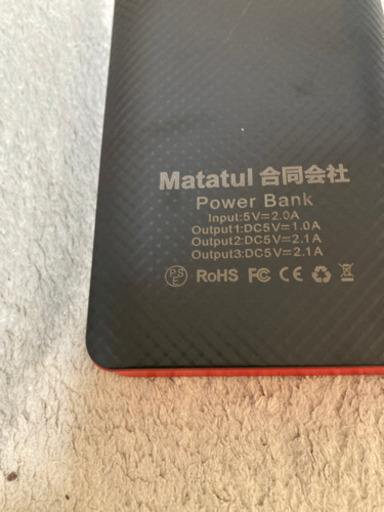 Matatul 合同会社
Power Bank
Input:5V=2.0A
Output1:DC5V=1.0A
Output2:DC5V=2.1A
Output3:DC5V=2.1A
PSE RoHS FC CE